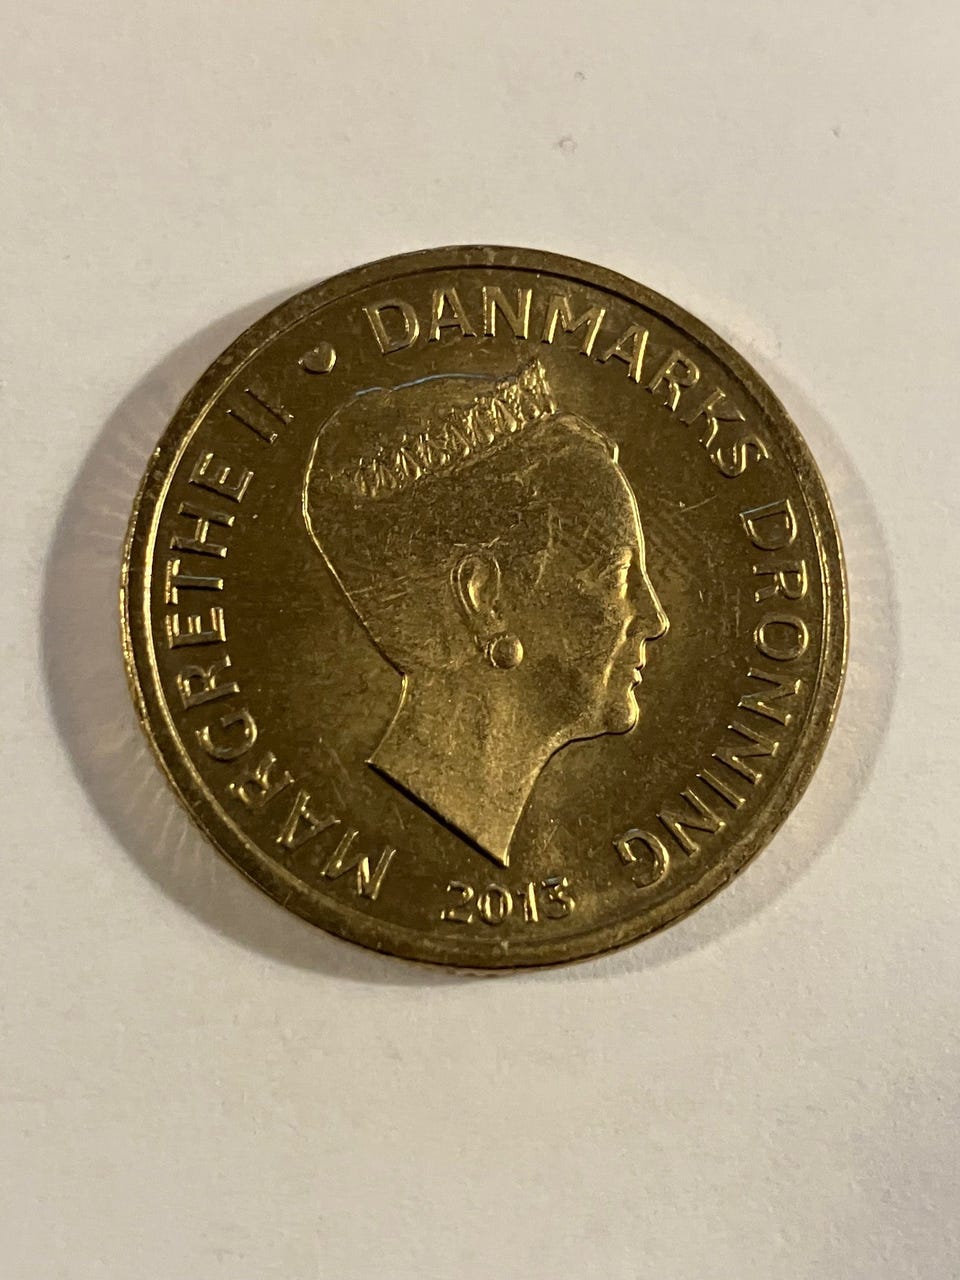 MARGRETHE II ♥ DANMARKS DRONNING
2013